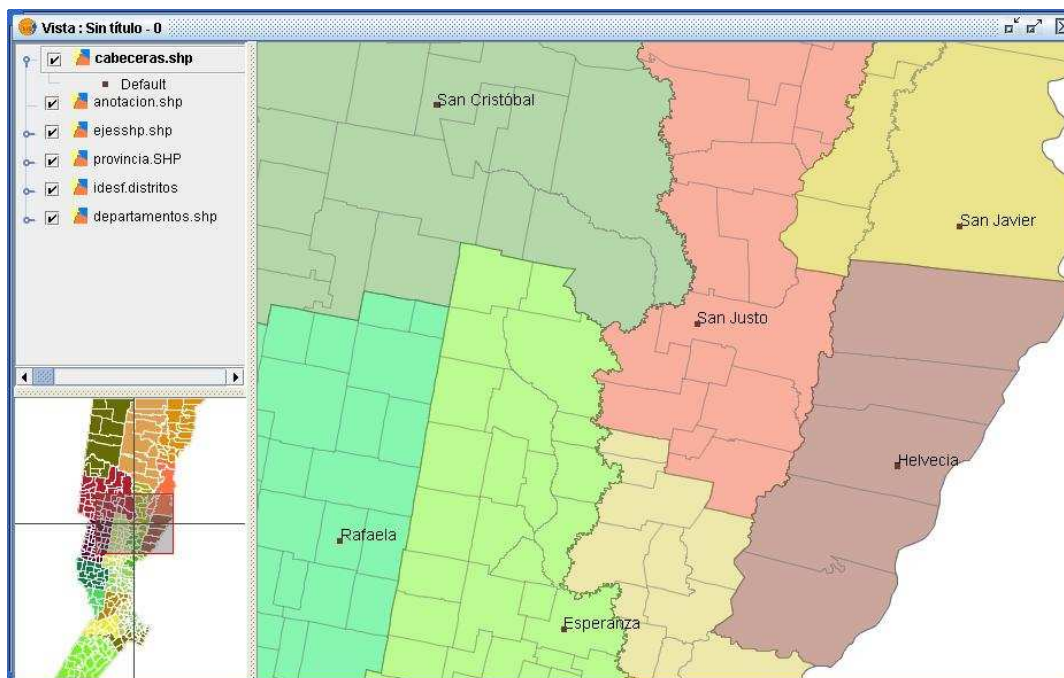 Vista : Sin título - 0
cabeceras.shp
Default
anotacion.shp
ejesshp.shp
provincia.SHP
idesf.distritos
departamentos.shp
San Cristóbal
San Javier
San Justo
Helvecia
Rafaela
Esperanza